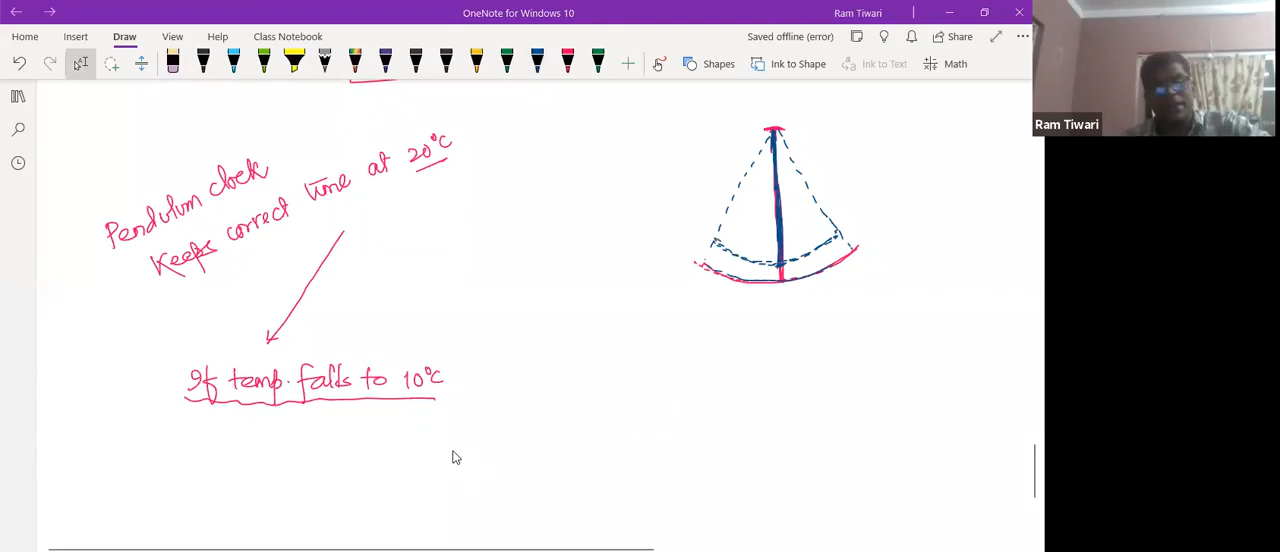 OneNote for Windows 10
Ram Tiwari
Home Insert Draw View Help Class Notebook
Saved offline (error)
Share
Shapes
Ink to Shape
Ink to Text
Math
Ram Tiwari
Pendulum clock
keeps correct time at 20°C
If temp. falls to 10°C